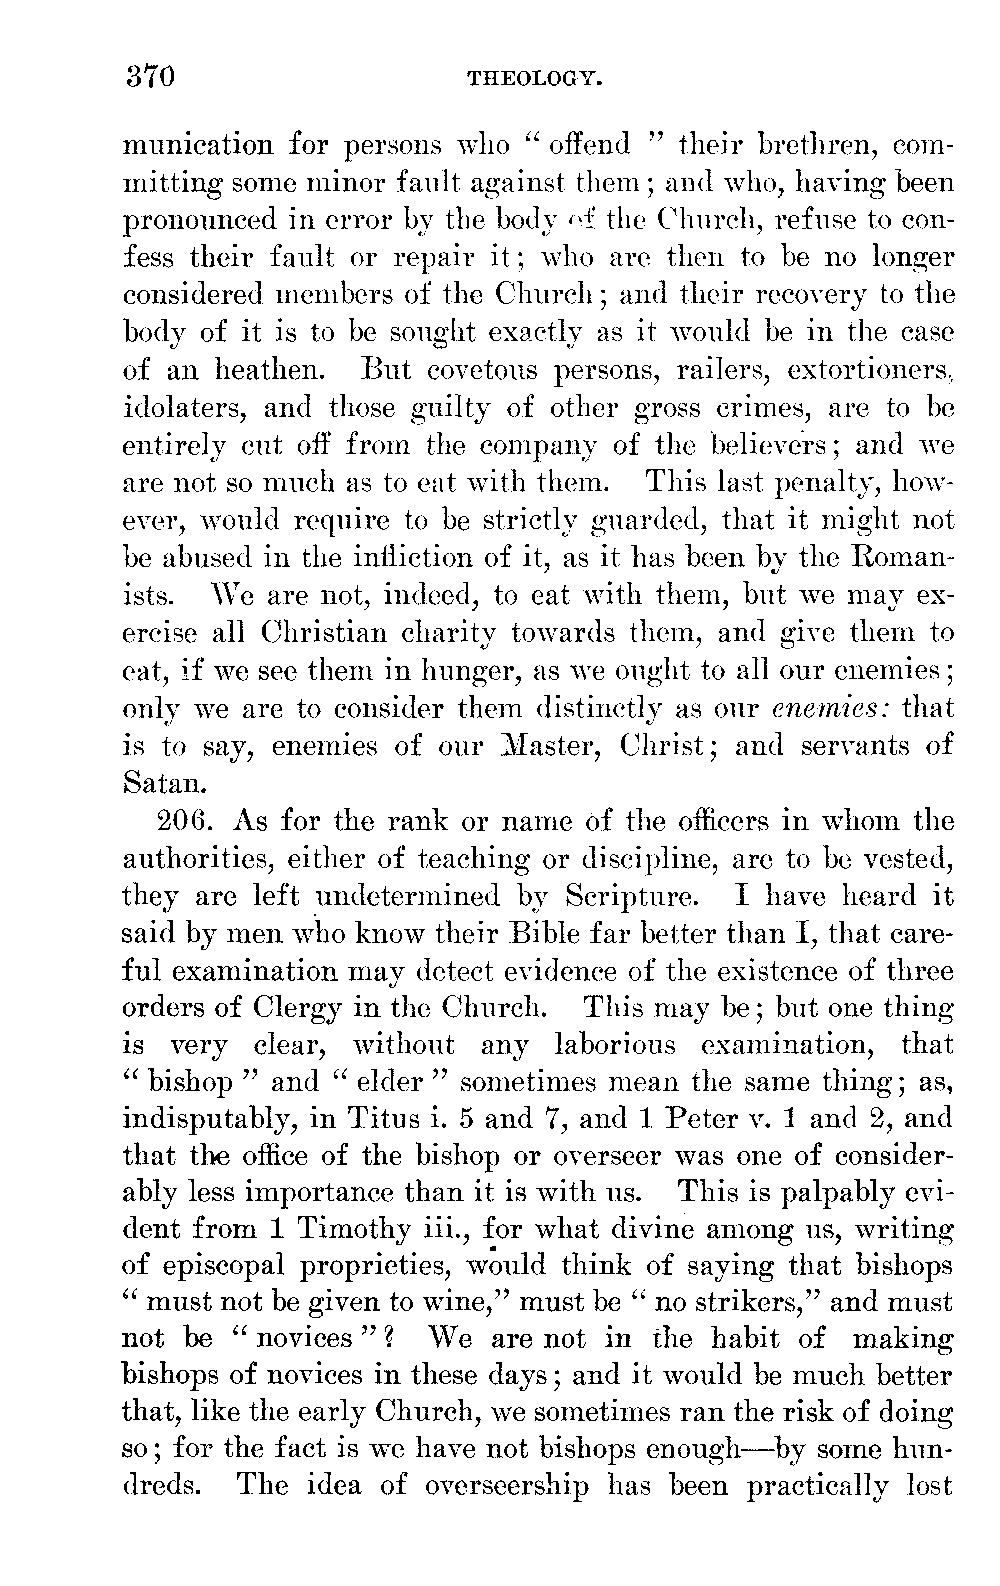 370 THEOLOGY.
munication for persons who “ offend ” their brethren, com-
mitting some minor fault against them; and who, having been
pronounced in error by the body of the Church, refuse to con-
fess their fault or repair it; who are then to be no longer
considered members of the Church; and their recovery to the
body of it is to be sought exactly as it would be in the case
of an heathen. But covetous persons, railers, extortioners,
idolaters, and those guilty of other gross crimes, are to be
entirely cut off from the company of the believers; and we
are not so much as to eat with them. This last penalty, how-
ever, would require to be strictly guarded, that it might not
be abused in the infliction of it, as it has been by the Roman-
ists. We are not, indeed, to eat with them, but we may ex-
ercise all Christian charity towards them, and give them to
eat, if we see them in hunger, as we ought to all our enemies;
only we are to consider them distinctly as our enemies: that
is to say, enemies of our Master, Christ; and servants of
Satan.
206. As for the rank or name of the officers in whom the
authorities, either of teaching or discipline, are to be vested,
they are left undetermined by Scripture. I have heard it
said by men who know their Bible far better than I, that care-
ful examination may detect evidence of the existence of three
orders of Clergy in the Church. This may be; but one thing
is very clear, without any laborious examination, that
“ bishop ” and “ elder ” sometimes mean the same thing; as,
indisputably, in Titus i. 5 and 7, and 1 Peter v. 1 and 2, and
that the office of the bishop or overseer was one of consider-
ably less importance than it is with us. This is palpably evi-
dent from 1 Timothy iii., for what divine among us, writing
of episcopal proprieties, would think of saying that bishops
“ must not be given to wine,” must be “ no strikers,” and must
not be “ novices ”? We are not in the habit of making
bishops of novices in these days; and it would be much better
that, like the early Church, we sometimes ran the risk of doing
so; for the fact is we have not bishops enough—by some hun-
dreds. The idea of overseership has been practically lost